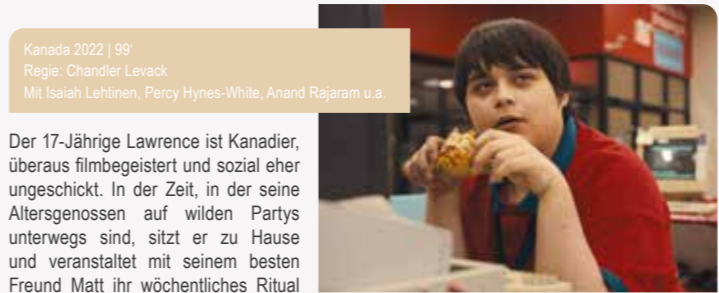 Kanada 2022 | 99'
Regie: Chandler Levack
Mit Isaiah Lehtinen, Percy Hynes-White, Anand Rajaram u.a.
Der 17-Jährige Lawrence ist Kanadier,
überaus filmbegeistert und sozial eher
ungeschickt. In der Zeit, in der seine
Altersgenossen auf wilden Partys
unterwegs sind, sitzt er zu Hause
und veranstaltet mit seinem besten
Freund Matt ihr wöchentliches Ritual